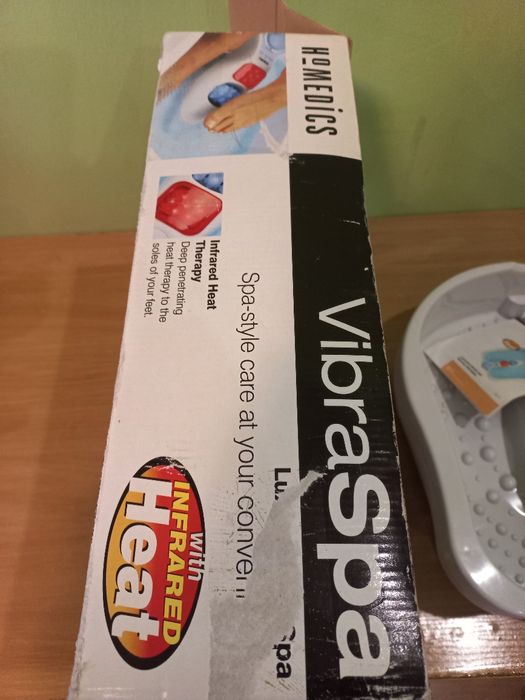 HOMEDICS
VibraSpa
Spa-style care at your
Infrared Heat
Therapy
Deep penetrating
heat therapy to the
soles of your feet.
with
INFRARED
Heat